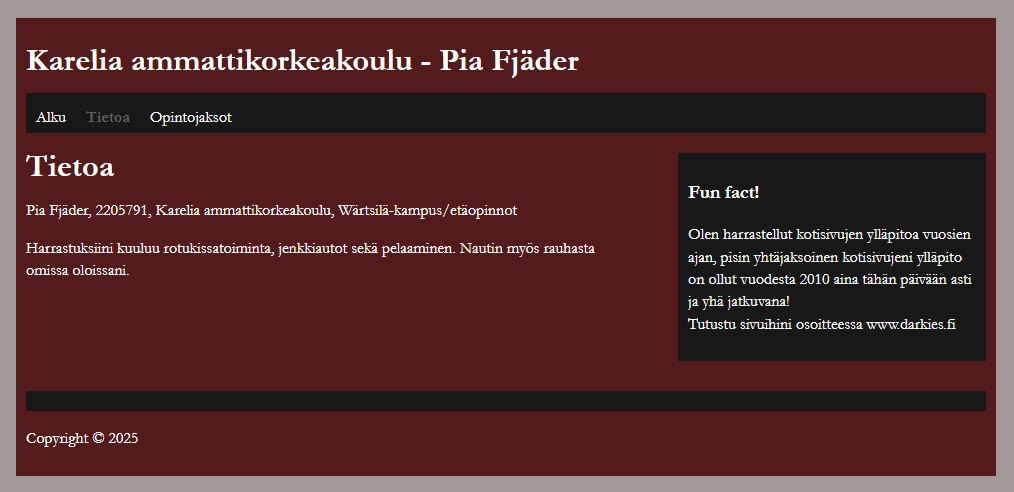 Karelia ammattikorkeakoulu - Pia Fjäder
Alku Tietoa Opintojaksot
Tietoa
Pia Fjäder, 2205791, Karelia ammattikorkeakoulu, Wärtsilä-kampus/etäopinnot
Harrastuksiini kuuluu rotukissatoiminta, jenkkiautot sekä pelaaminen. Nautin myös rauhasta
omissa oloissani.
Fun fact!
Olen harrastellut kotisivujen ylläpitoa vuosien
ajan, pisin yhtäjaksoinen kotisivujeni ylläpito
on ollut vuodesta 2010 aina tähän päivään asti
ja yhä jatkuvana!
Tutustu sivuihini osoitteessa www.darkies.fi
Copyright © 2025